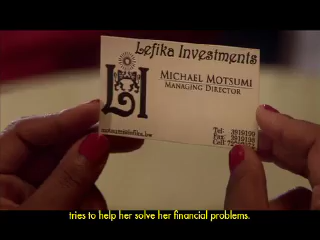 Lefika Investments
MICHAEL MOTSUMI
MANAGING DIRECTOR
Tel:
Fax:
Cell:
tries to help her solve her financial problems.